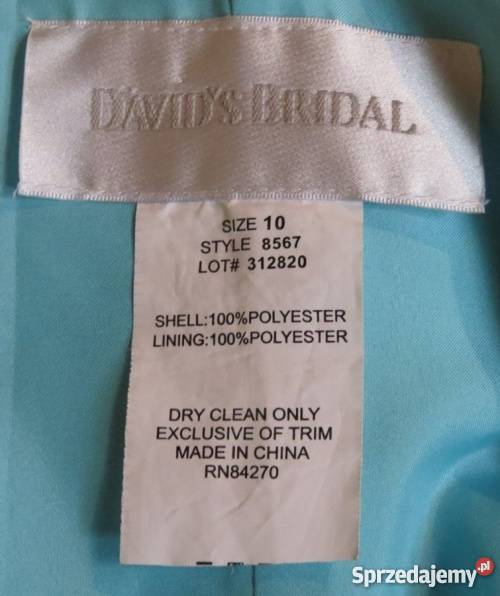 DAVID'S BRIDAL
SIZE 10
STYLE 8567
LOT# 312820
SHELL:100%POLYESTER
LINING:100%POLYESTER
DRY CLEAN ONLY
EXCLUSIVE OF TRIM
MADE IN CHINA
RN84270
Sprzedajemy.pl